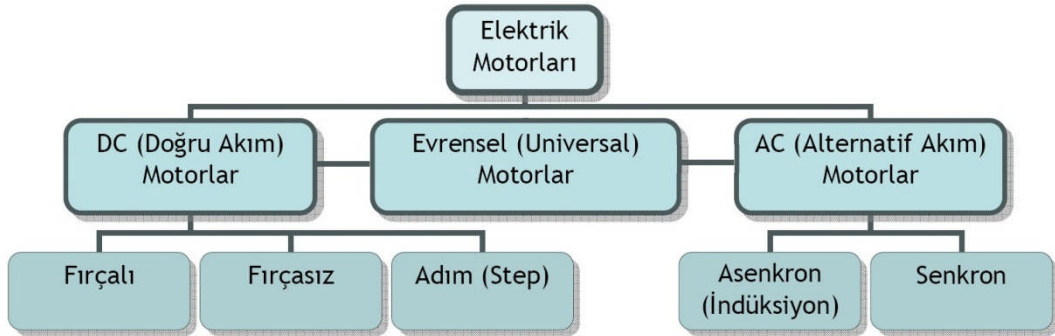 Elektrik
Motorları
DC (Doğru Akım)
Motorlar
Evrensel (Universal)
Motorlar
AC (Alternatif Akım)
Motorlar
Fırçalı
Fırçasız
Adım (Step)
Asenkron
(İndüksiyon)
Senkron